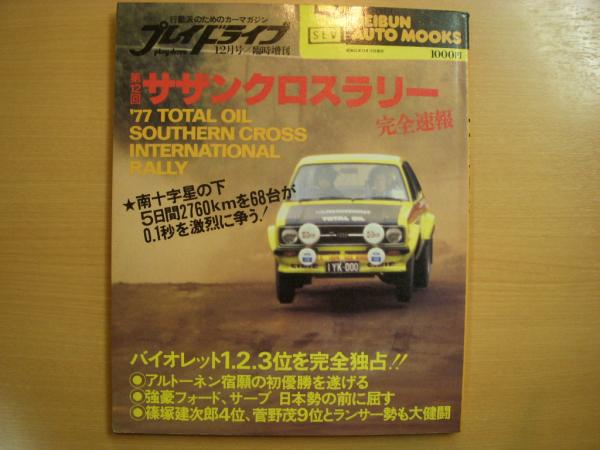 行動派のためのカーマガジン
プレイドライブ
play drive
12月号/臨時増刊
SEV
SEIBUN
AUTO MOOKS
1000円
第12回
サザンクロスラリー
'77 TOTAL OIL
SOUTHERN CROSS
INTERNATIONAL
RALLY
完全速報
★南十字星の下
5日間2760kmを68台が
0.1秒を激烈に争う!
TOTAL OIL
IYK-000
バイオレット1.2.3位を完全独占!!
●アルトーネン宿願の初優勝を遂げる
●強豪フォード、サーブ 日本勢の前に屈す
●篠塚建次郎4位、菅野茂9位とランサー勢も大健闘